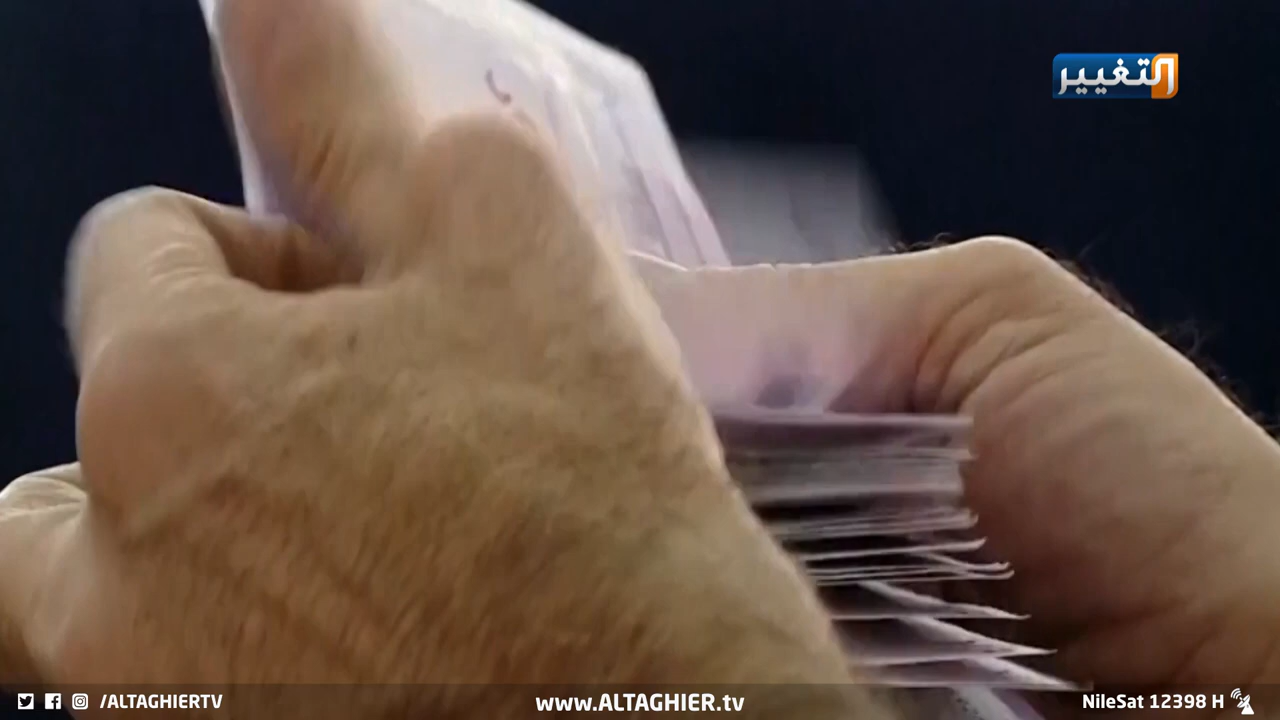 التغيير
/ALTAGHIERTV
www.ALTAGHIER.tv
NileSat 12398 H